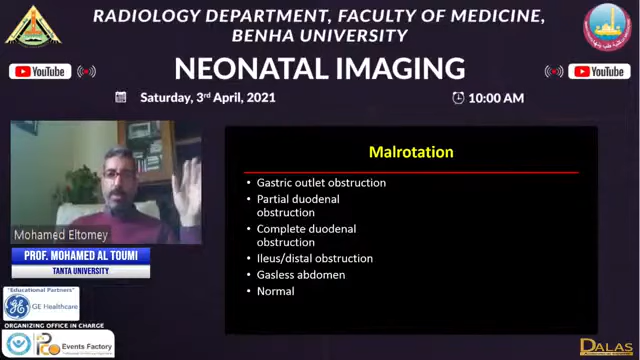 RADIOLOGY DEPARTMENT, FACULTY OF MEDICINE,
BENHA UNIVERSITY
YouTube
NEONATAL IMAGING
YouTube
Saturday, 3rd April, 2021
10:00 AM
Malrotation
• Gastric outlet obstruction
• Partial duodenal
obstruction
• Complete duodenal
obstruction
• Ileus/distal obstruction
• Gasless abdomen
• Normal
Mohamed Eltomey
PROF. MOHAMED AL TOUMI
TANTA UNIVERSITY
"Educational Partners"
GE Healthcare
ORGANIZING OFFICE IN CHARGE
Events Factory
DALAS